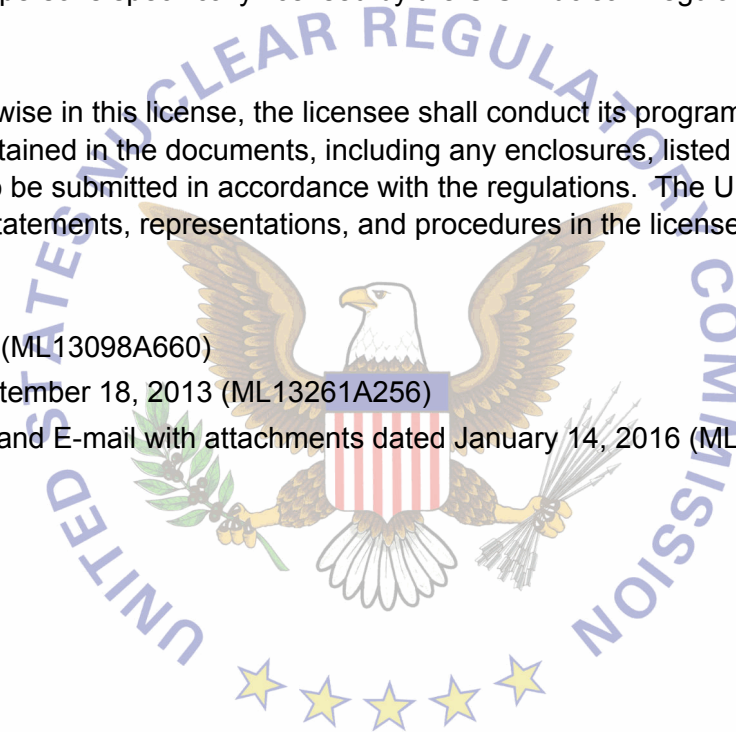 wise in this license, the licensee shall conduct its program
tained in the documents, including any enclosures, listed
be submitted in accordance with the regulations. The U
tatements, representations, and procedures in the license
(ML13098A660)
tember 18, 2013 (ML13261A256)
and E-mail with attachments dated January 14, 2016 (ML
UNITED STATES NUCLEAR REGULATORY COMMISSION